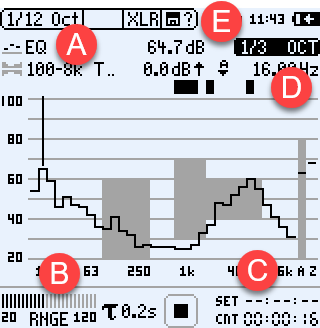 1/12 Oct XLR ? E 11:43
-- EQ A 64.7dB 1/3 OCT
100-8k T.. 0.0dB 16.00Hz
D
100
80
60
40
20
63 250 1k A Z
B C
20 RNGE 120 τ 0.2s SET --:--:--
CNT 00:00:16